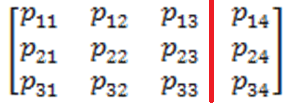 p₁₁ p₁₂ p₁₃ p₁₄
p₂₁ p₂₂ p₂₃ p₂₄
p₃₁ p₃₂ p₃₃ p₃₄